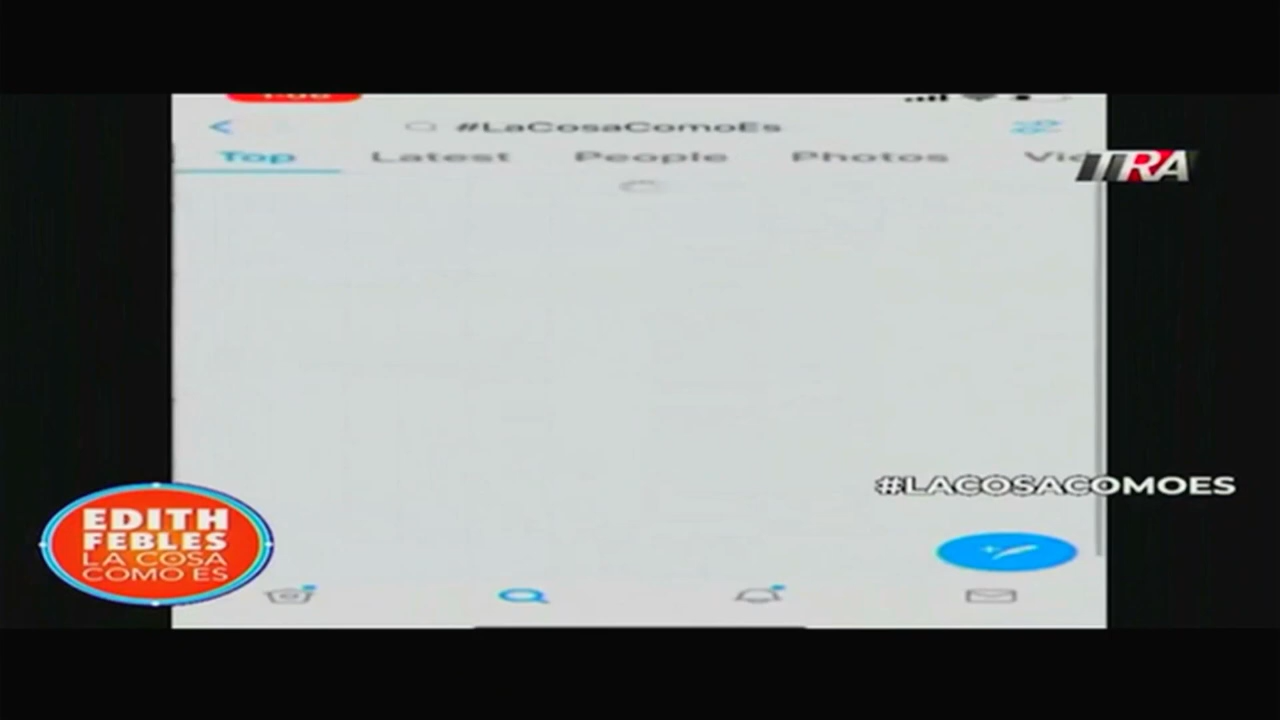 #LaCosaComoEs
Top Latest People Photos
TRA
#LACOSACOMOES
EDITH
FEBLES
LA COSA
COMO ES